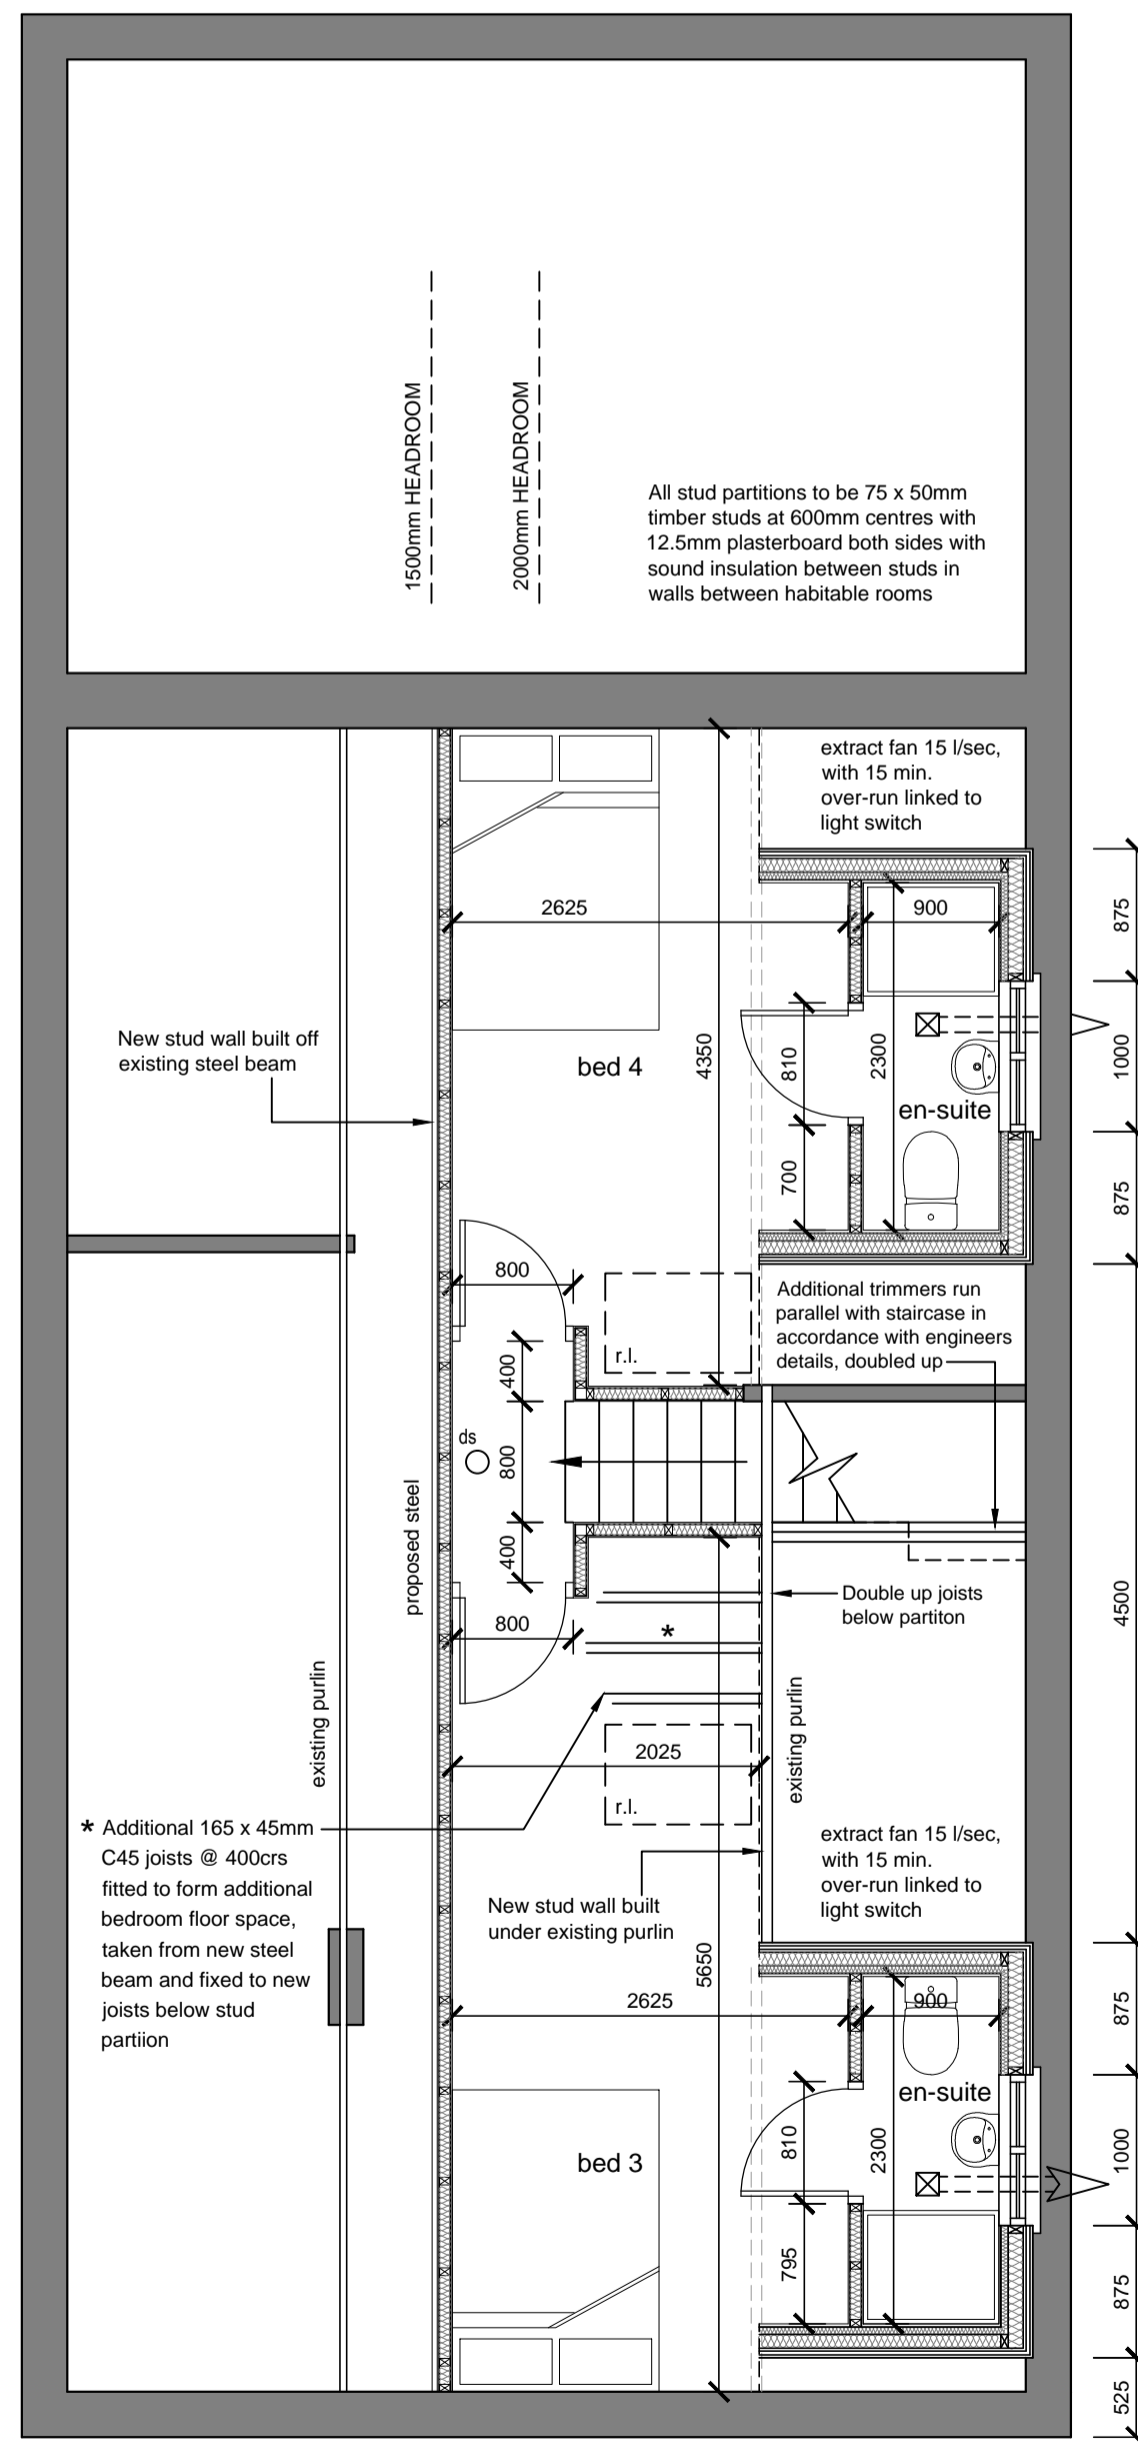 1500mm HEADROOM
2000mm HEADROOM
All stud partitions to be 75 x 50mm
timber studs at 600mm centres with
12.5mm plasterboard both sides with
sound insulation between studs in
walls between habitable rooms
extract fan 15 l/sec,
with 15 min.
over-run linked to
light switch
875
2625
900
New stud wall built off
existing steel beam
4350
810
2300
1000
bed 4
en-suite
700
875
800
Additional trimmers run
parallel with staircase in
accordance with engineers
details, doubled up
r.l.
400
ds
800
proposed steel
400
Double up joists
below partiton
4500
800
*
existing purlin
existing purlin
2025
r.l.
* Additional 165 x 45mm
C45 joists @ 400crs
fitted to form additional
bedroom floor space,
taken from new steel
beam and fixed to new
joists below stud
partiion
New stud wall built
under existing purlin
extract fan 15 l/sec,
with 15 min.
over-run linked to
light switch
5650
2625
900
875
en-suite
810
2300
1000
bed 3
795
875
525